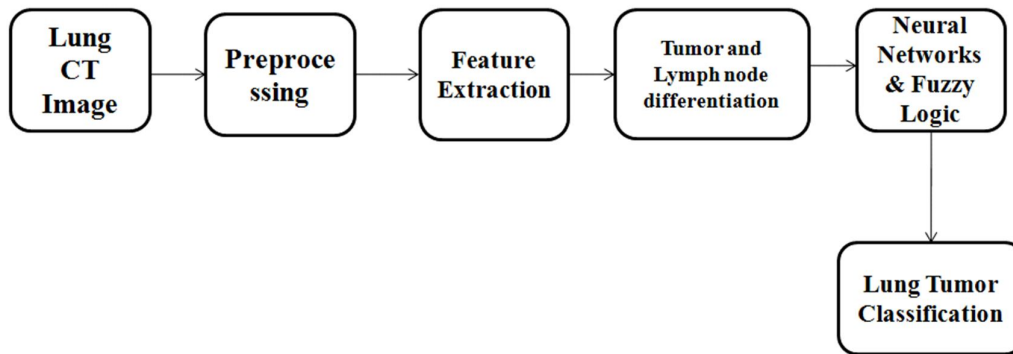 Lung
CT
Image
Preproce
ssing
Feature
Extraction
Tumor and
Lymph node
differentiation
Neural
Networks
& Fuzzy
Logic
Lung Tumor
Classification